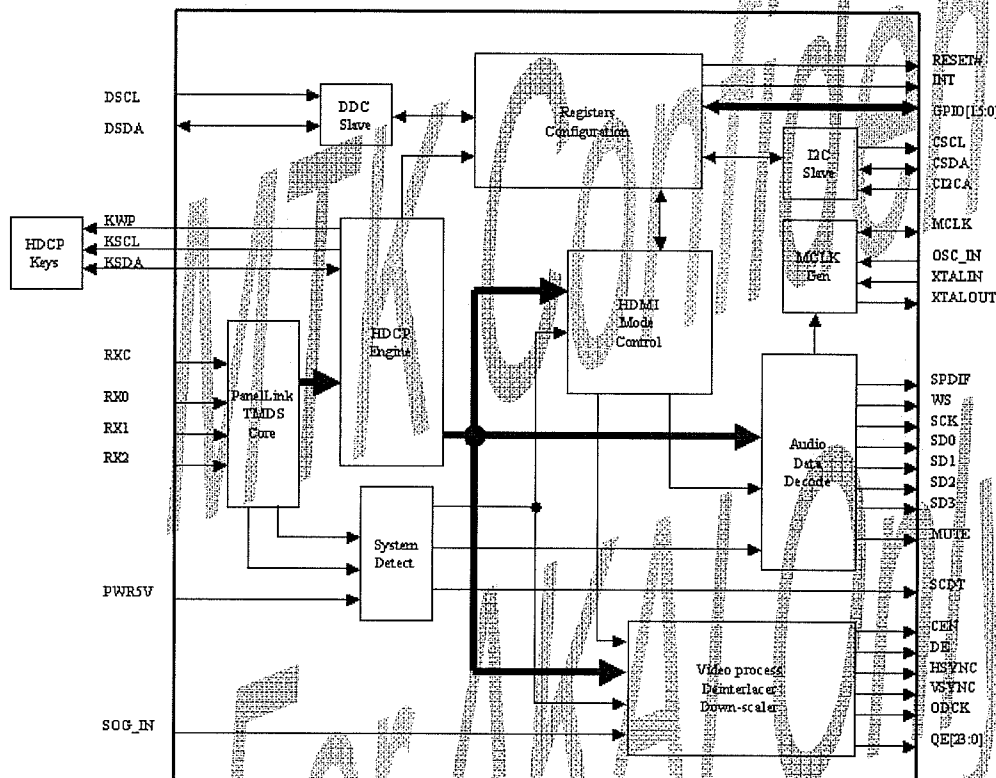 DSCL
DSDA
DDC
Slave
Registers
Configuration
RESET#
INT
GPIO[15:0]
CSCL
CSDA
CI2CA
I2C
Slave
HDCP
Keys
KWP
KSCL
KSDA
HDCP
Engine
HDMI
Mode
Control
MCLK
Gen
MCLK
OSC_IN
XTALIN
XTALOUT
RXC
RX0
RX1
RX2
PanelLink
TMDS
Core
Audio
Data
Decode
SPDIF
WS
SCK
SD0
SD1
SD2
SD3
MUTE
System
Detect
PWR5V
SCDT
Video process
Deinterlacer
Down-scaler
CEN
DE
HSYNC
VSYNC
ODCK
QE[23:0]
SOG_IN